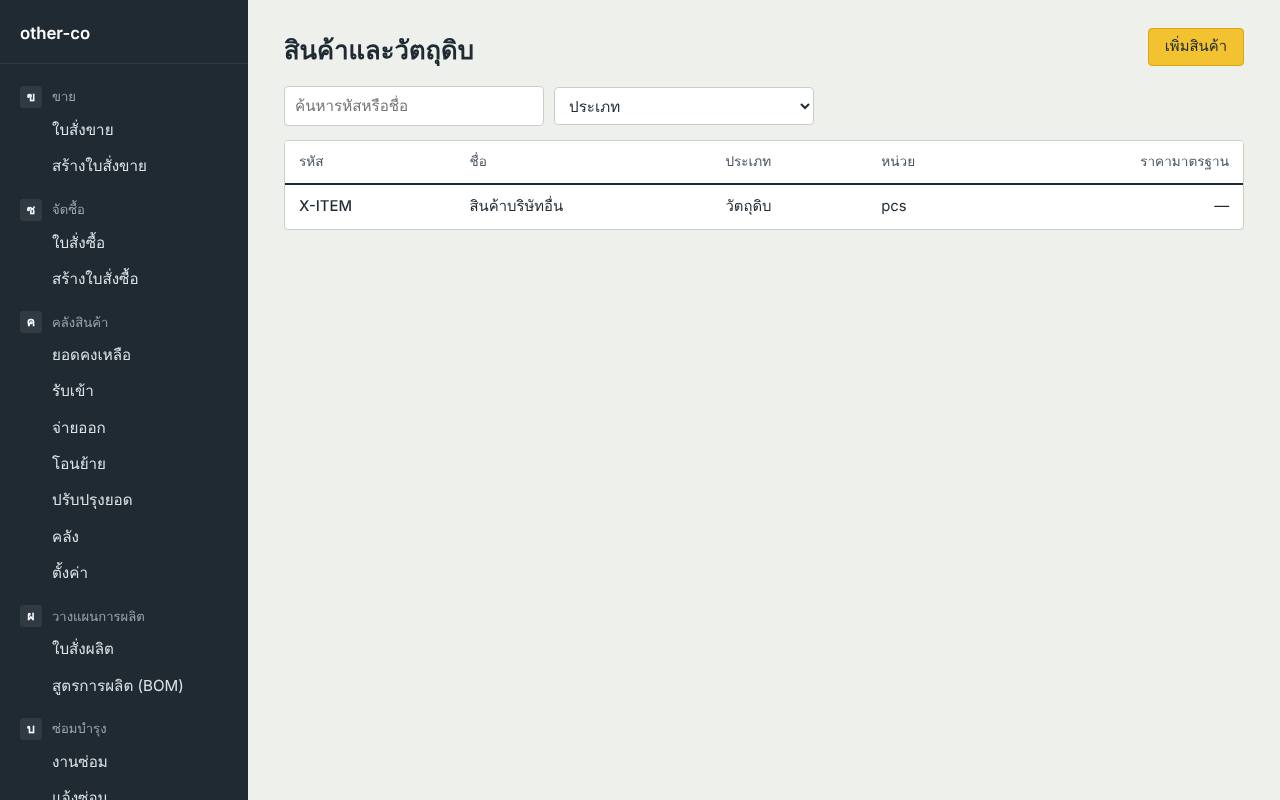 other-co
ข ขาย
ใบสั่งขาย
สร้างใบสั่งขาย
ซ จัดซื้อ
ใบสั่งซื้อ
สร้างใบสั่งซื้อ
ค คลังสินค้า
ยอดคงเหลือ
รับเข้า
จ่ายออก
โอนย้าย
ปรับปรุงยอด
คลัง
ตั้งค่า
ผ วางแผนการผลิต
ใบสั่งผลิต
สูตรการผลิต (BOM)
บ ซ่อมบำรุง
งานซ่อม
แจ้งซ่อม
สินค้าและวัตถุดิบ
เพิ่มสินค้า
ค้นหารหัสหรือชื่อ ประเภท
รหัส ชื่อ ประเภท หน่วย ราคามาตรฐาน
X-ITEM สินค้าบริษัทอื่น วัตถุดิบ pcs —